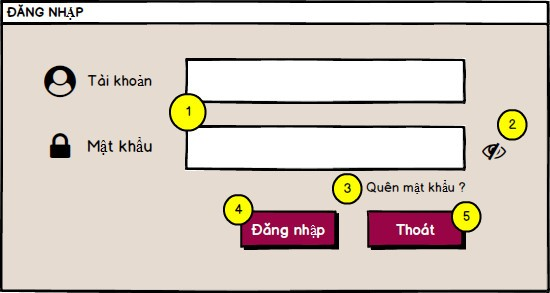 ĐĂNG NHẬP
Tài khoản
1
Mật khẩu
2
3 Quên mật khẩu ?
4 Đăng nhập
Thoát 5